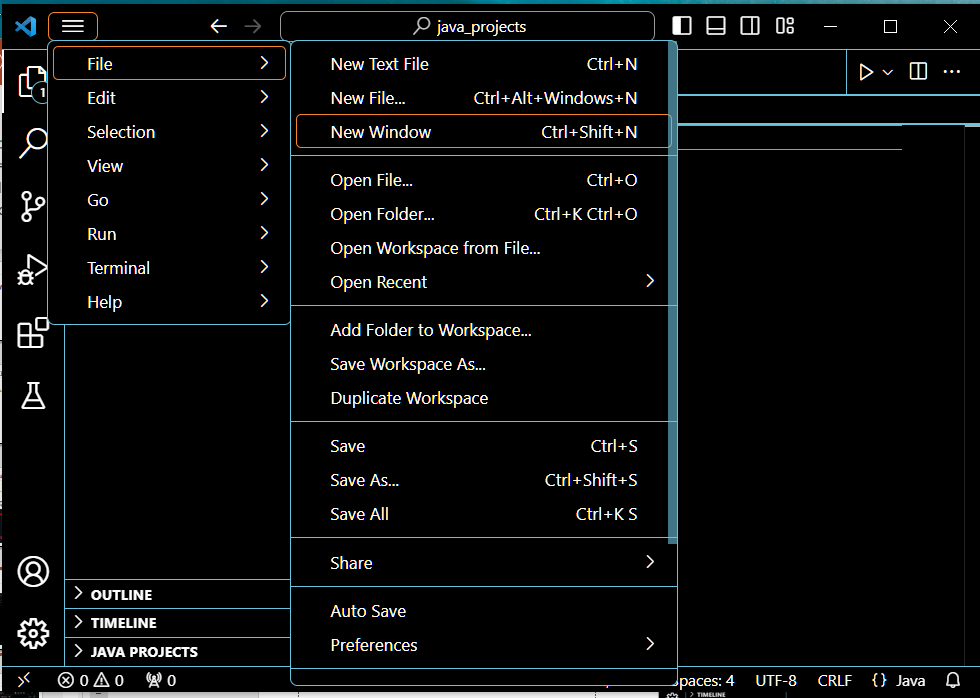 java_projects
File
Edit
Selection
View
Go
Run
Terminal
Help
New Text File Ctrl+N
New File... Ctrl+Alt+Windows+N
New Window Ctrl+Shift+N
Open File... Ctrl+O
Open Folder... Ctrl+K Ctrl+O
Open Workspace from File...
Open Recent
Add Folder to Workspace...
Save Workspace As...
Duplicate Workspace
Save Ctrl+S
Save As... Ctrl+Shift+S
Save All Ctrl+K S
Share
Auto Save
Preferences
1
OUTLINE
TIMELINE
JAVA PROJECTS
0 0 0 paces: 4 UTF-8 CRLF {} Java
TIMELINE